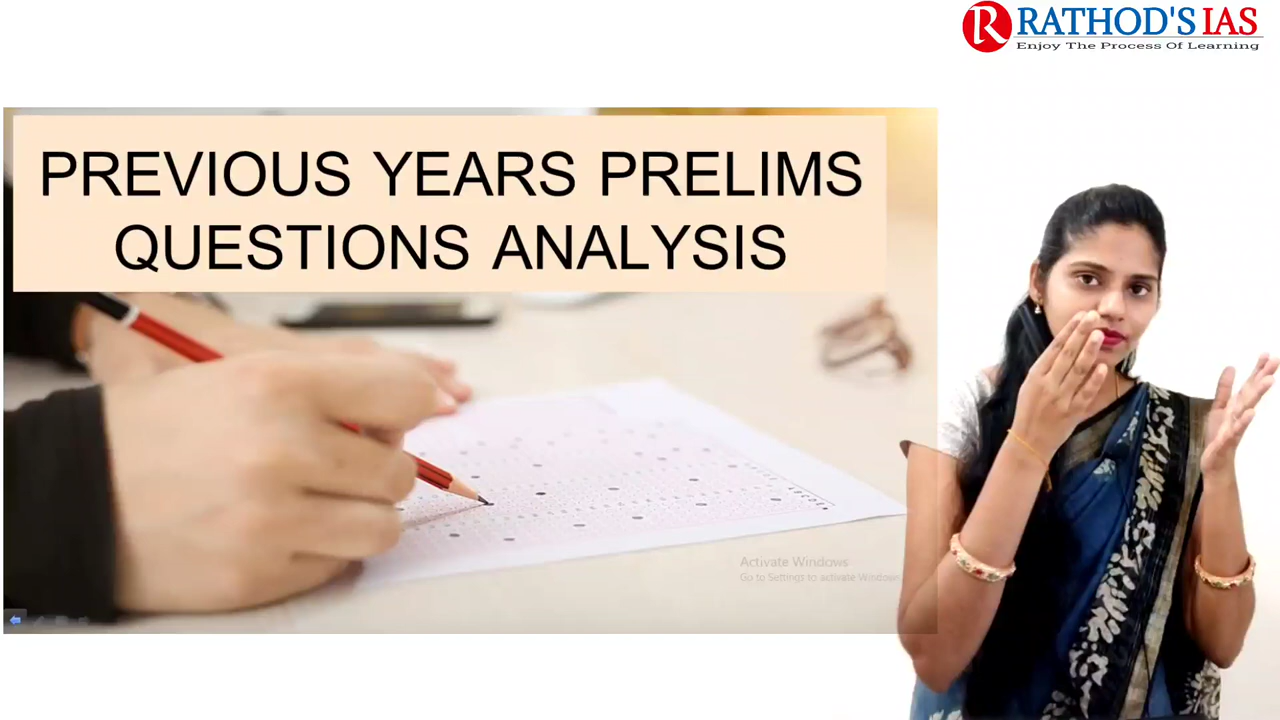 RATHOD'S IAS
Enjoy The Process Of Learning
PREVIOUS YEARS PRELIMS
QUESTIONS ANALYSIS
Activate Windows
Go to Settings to activate Windows